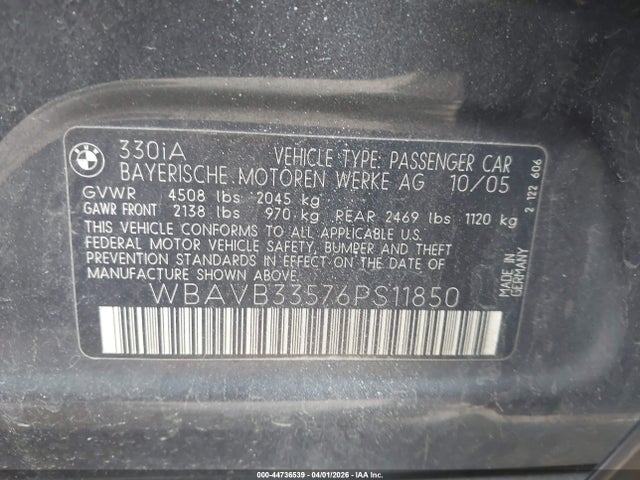 BMW
330iA VEHICLE TYPE: PASSENGER CAR
BAYERISCHE MOTOREN WERKE AG 10/05
GVWR 4508 lbs 2045 kg
GAWR FRONT 2138 lbs 970 kg REAR 2469 lbs 1120 kg
THIS VEHICLE CONFORMS TO ALL APPLICABLE U.S.
FEDERAL MOTOR VEHICLE SAFETY, BUMPER AND THEFT
PREVENTION STANDARDS IN EFFECT ON THE DATE OF
MANUFACTURE SHOWN ABOVE.
WBAVB33576PS11850
2 122 606
MADE IN
GERMANY
000-44736539 - 04/01/2026 - IAA Inc.